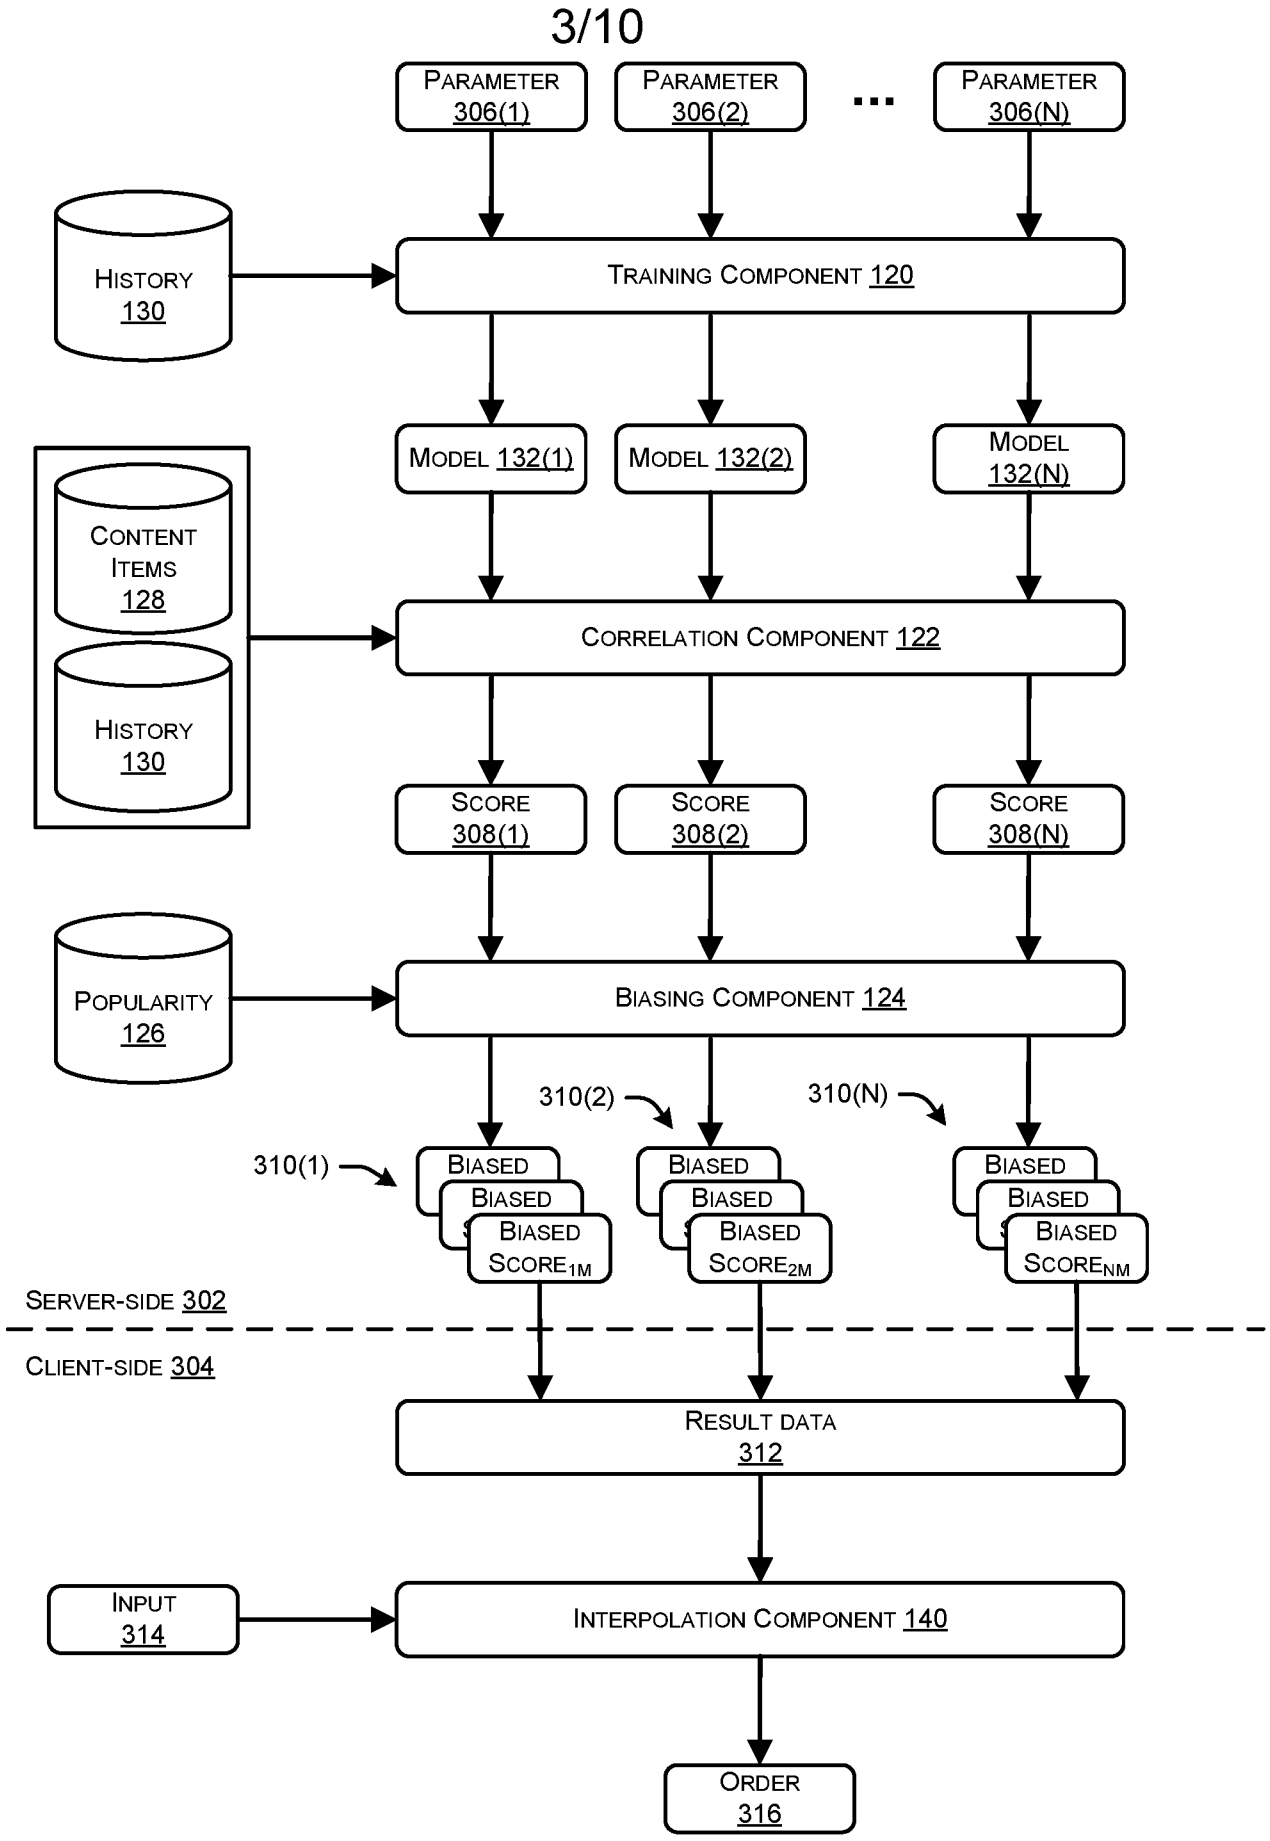 3/10
PARAMETER
306(1)
PARAMETER
306(2)
...
PARAMETER
306(N)
HISTORY
130
TRAINING COMPONENT 120
MODEL 132(1)
MODEL 132(2)
MODEL
132(N)
CONTENT
ITEMS
128
HISTORY
130
CORRELATION COMPONENT 122
SCORE
308(1)
SCORE
308(2)
SCORE
308(N)
POPULARITY
126
BIASING COMPONENT 124
310(1)
310(2)
310(N)
BIASED
BIASED
BIASED
SCORE1M
BIASED
BIASED
BIASED
SCORE2M
BIASED
BIASED
BIASED
SCORENM
SERVER-SIDE 302
CLIENT-SIDE 304
RESULT DATA
312
INPUT
314
INTERPOLATION COMPONENT 140
ORDER
316